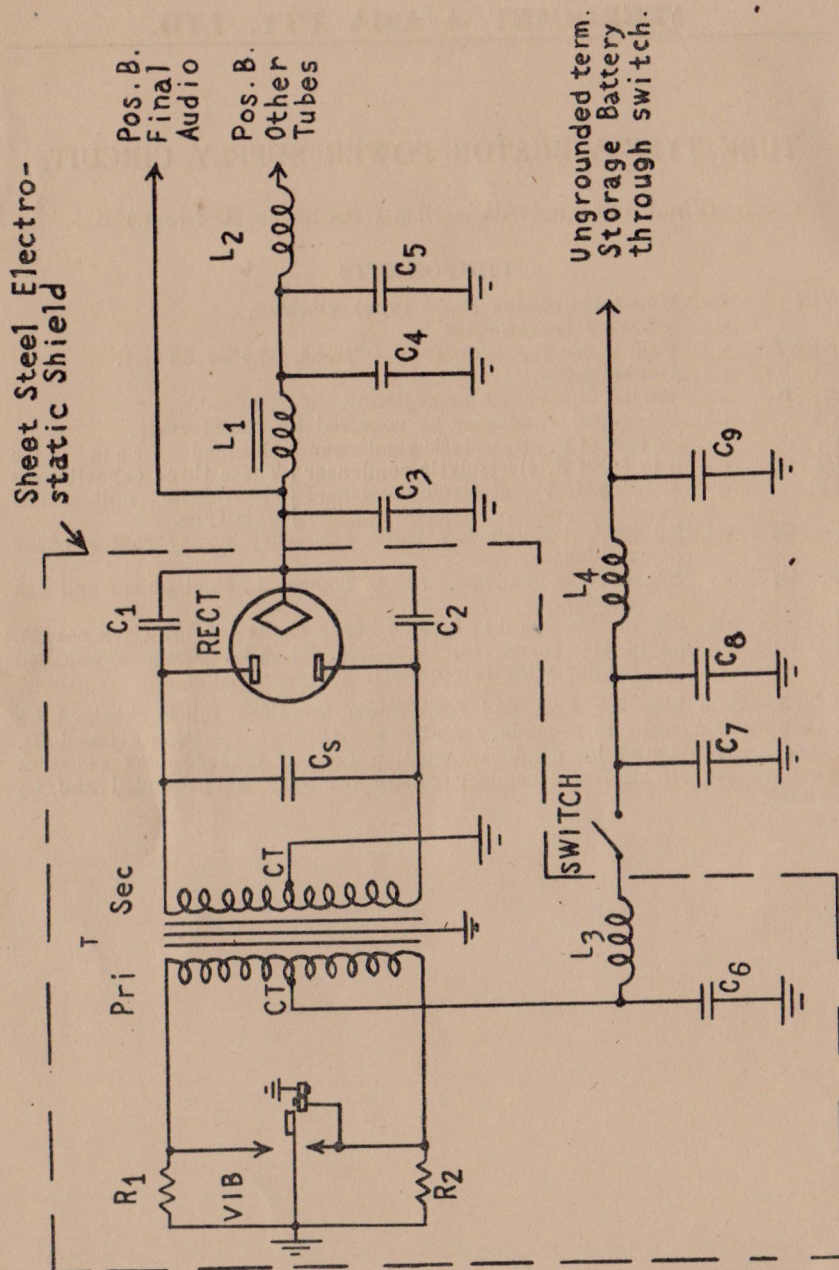 Sheet Steel Electro-
static Shield
Pos. B.
Final
Audio
Pos. B.
Other
Tubes
Ungrounded term.
Storage Battery
through switch.
T
Pri
Sec
R1
VIB
R2
CT
CT
Cs
C1
RECT
C2
C3
L1
C4
C5
L2
C6
L3
SWITCH
C7
C8
L4
C9